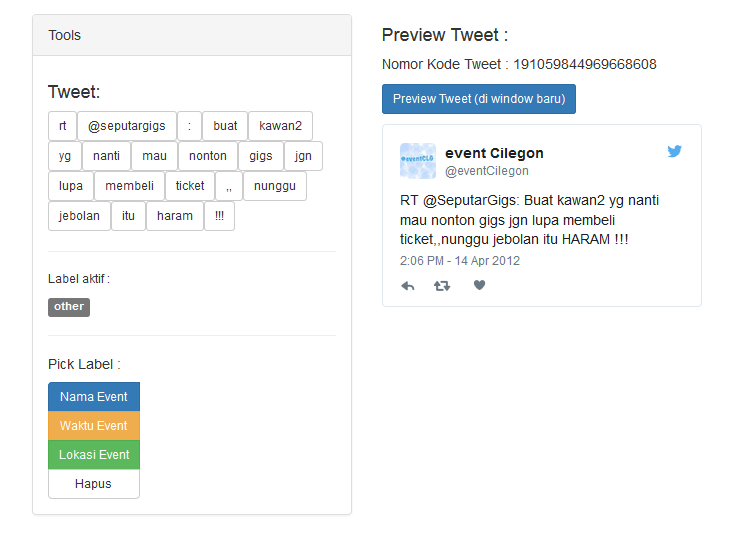 Tools
Tweet:
rt @seputargigs : buat kawan2
yg nanti mau nonton gigs jgn
lupa membeli ticket ,, nunggu
jebolan itu haram !!!
Label aktif :
other
Pick Label :
Nama Event
Waktu Event
Lokasi Event
Hapus
Preview Tweet :
Nomor Kode Tweet : 191059844969668608
Preview Tweet (di window baru)
#eventCLG
event Cilegon
@eventCilegon
RT @SeputarGigs: Buat kawan2 yg nanti
mau nonton gigs jgn lupa membeli
ticket,,nunggu jebolan itu HARAM !!!
2:06 PM - 14 Apr 2012